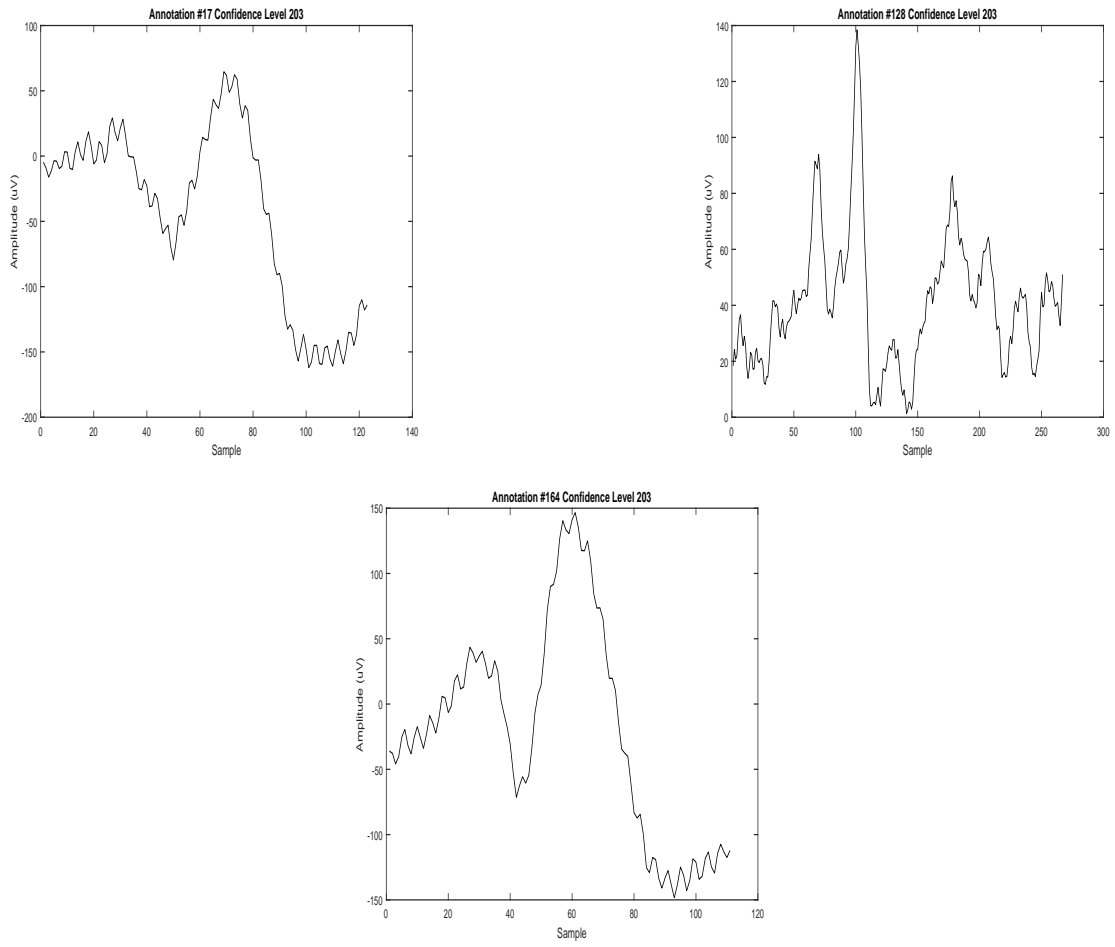 Annotation #17 Confidence Level 203
100
50
0
-50
-100
-150
-200
Amplitude (uV)
0 20 40 60 80 100 120 140
Sample
Annotation #128 Confidence Level 203
140
120
100
80
60
40
20
0
Amplitude (uV)
0 50 100 150 200 250 300
Sample
Annotation #164 Confidence Level 203
150
100
50
0
-50
-100
-150
Amplitude (uV)
0 20 40 60 80 100 120
Sample